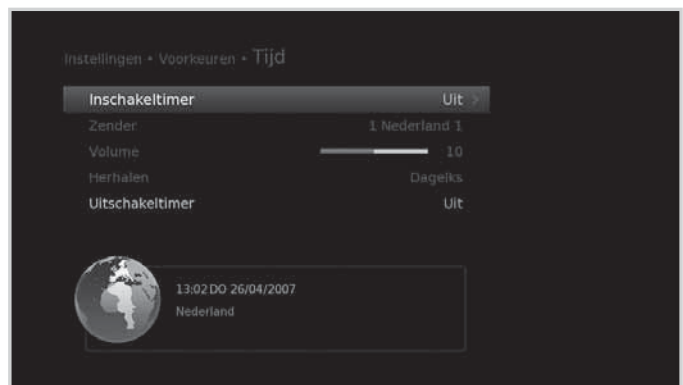 Instellingen • Voorkeuren • Tijd
Inschakeltimer Uit >
Zender 1 Nederland 1
Volume 10
Herhalen Dagelks
Uitschakeltimer Uit
13:02 DO 26/04/2007
Nederland